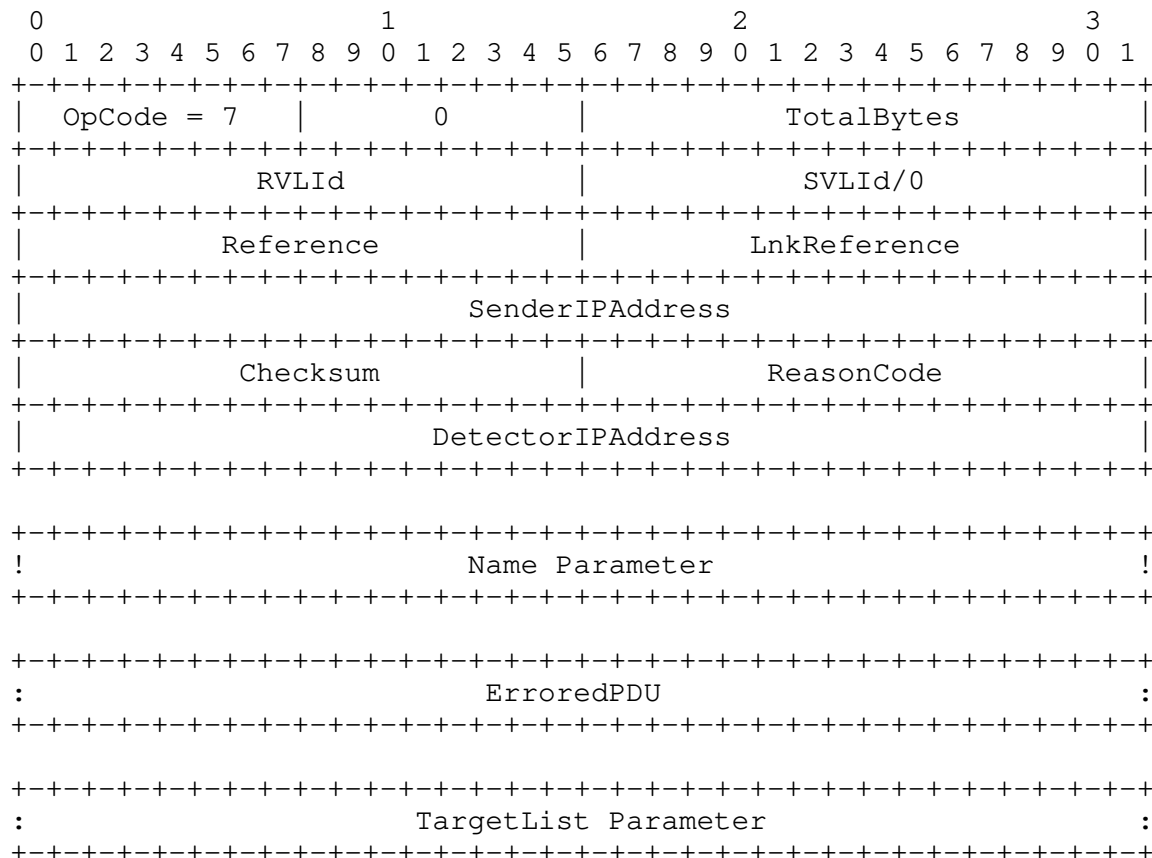 0                   1                   2                   3
 0 1 2 3 4 5 6 7 8 9 0 1 2 3 4 5 6 7 8 9 0 1 2 3 4 5 6 7 8 9 0 1
+-+-+-+-+-+-+-+-+-+-+-+-+-+-+-+-+-+-+-+-+-+-+-+-+-+-+-+-+-+-+-+-+
|  OpCode = 7   |       0       |           TotalBytes          |
+-+-+-+-+-+-+-+-+-+-+-+-+-+-+-+-+-+-+-+-+-+-+-+-+-+-+-+-+-+-+-+-+
|             RVLId             |            SVLId/0            |
+-+-+-+-+-+-+-+-+-+-+-+-+-+-+-+-+-+-+-+-+-+-+-+-+-+-+-+-+-+-+-+-+
|           Reference           |         LnkReference          |
+-+-+-+-+-+-+-+-+-+-+-+-+-+-+-+-+-+-+-+-+-+-+-+-+-+-+-+-+-+-+-+-+
|                         SenderIPAddress                       |
+-+-+-+-+-+-+-+-+-+-+-+-+-+-+-+-+-+-+-+-+-+-+-+-+-+-+-+-+-+-+-+-+
|            Checksum           |          ReasonCode           |
+-+-+-+-+-+-+-+-+-+-+-+-+-+-+-+-+-+-+-+-+-+-+-+-+-+-+-+-+-+-+-+-+
|                       DetectorIPAddress                       |
+-+-+-+-+-+-+-+-+-+-+-+-+-+-+-+-+-+-+-+-+-+-+-+-+-+-+-+-+-+-+-+-+

+-+-+-+-+-+-+-+-+-+-+-+-+-+-+-+-+-+-+-+-+-+-+-+-+-+-+-+-+-+-+-+-+
!                         Name Parameter                        !
+-+-+-+-+-+-+-+-+-+-+-+-+-+-+-+-+-+-+-+-+-+-+-+-+-+-+-+-+-+-+-+-+

+-+-+-+-+-+-+-+-+-+-+-+-+-+-+-+-+-+-+-+-+-+-+-+-+-+-+-+-+-+-+-+-+
:                          ErroredPDU                           :
+-+-+-+-+-+-+-+-+-+-+-+-+-+-+-+-+-+-+-+-+-+-+-+-+-+-+-+-+-+-+-+-+

+-+-+-+-+-+-+-+-+-+-+-+-+-+-+-+-+-+-+-+-+-+-+-+-+-+-+-+-+-+-+-+-+
:                      TargetList Parameter                     :
+-+-+-+-+-+-+-+-+-+-+-+-+-+-+-+-+-+-+-+-+-+-+-+-+-+-+-+-+-+-+-+-+